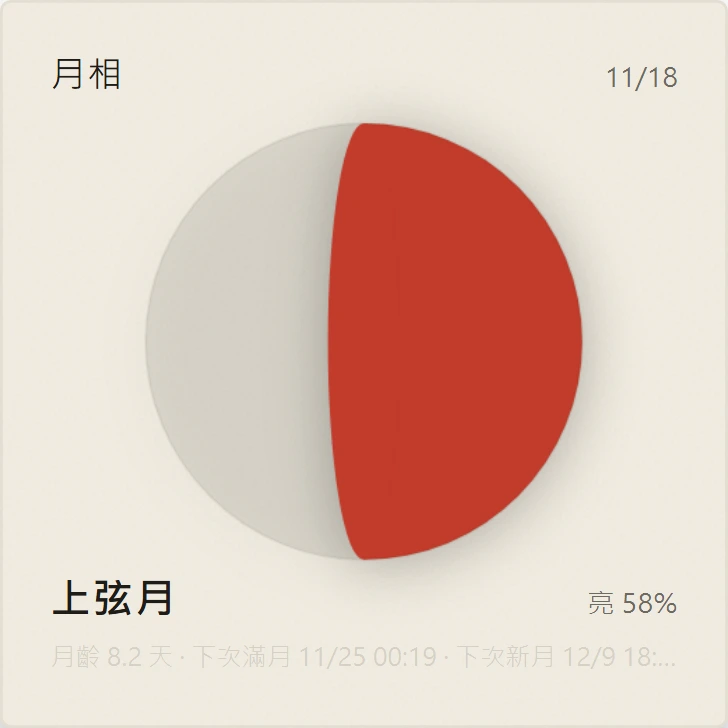 月相
11/18
上弦月
亮 58%
月齡 8.2 天 · 下次滿月 11/25 00:19 · 下次新月 12/9 18:...